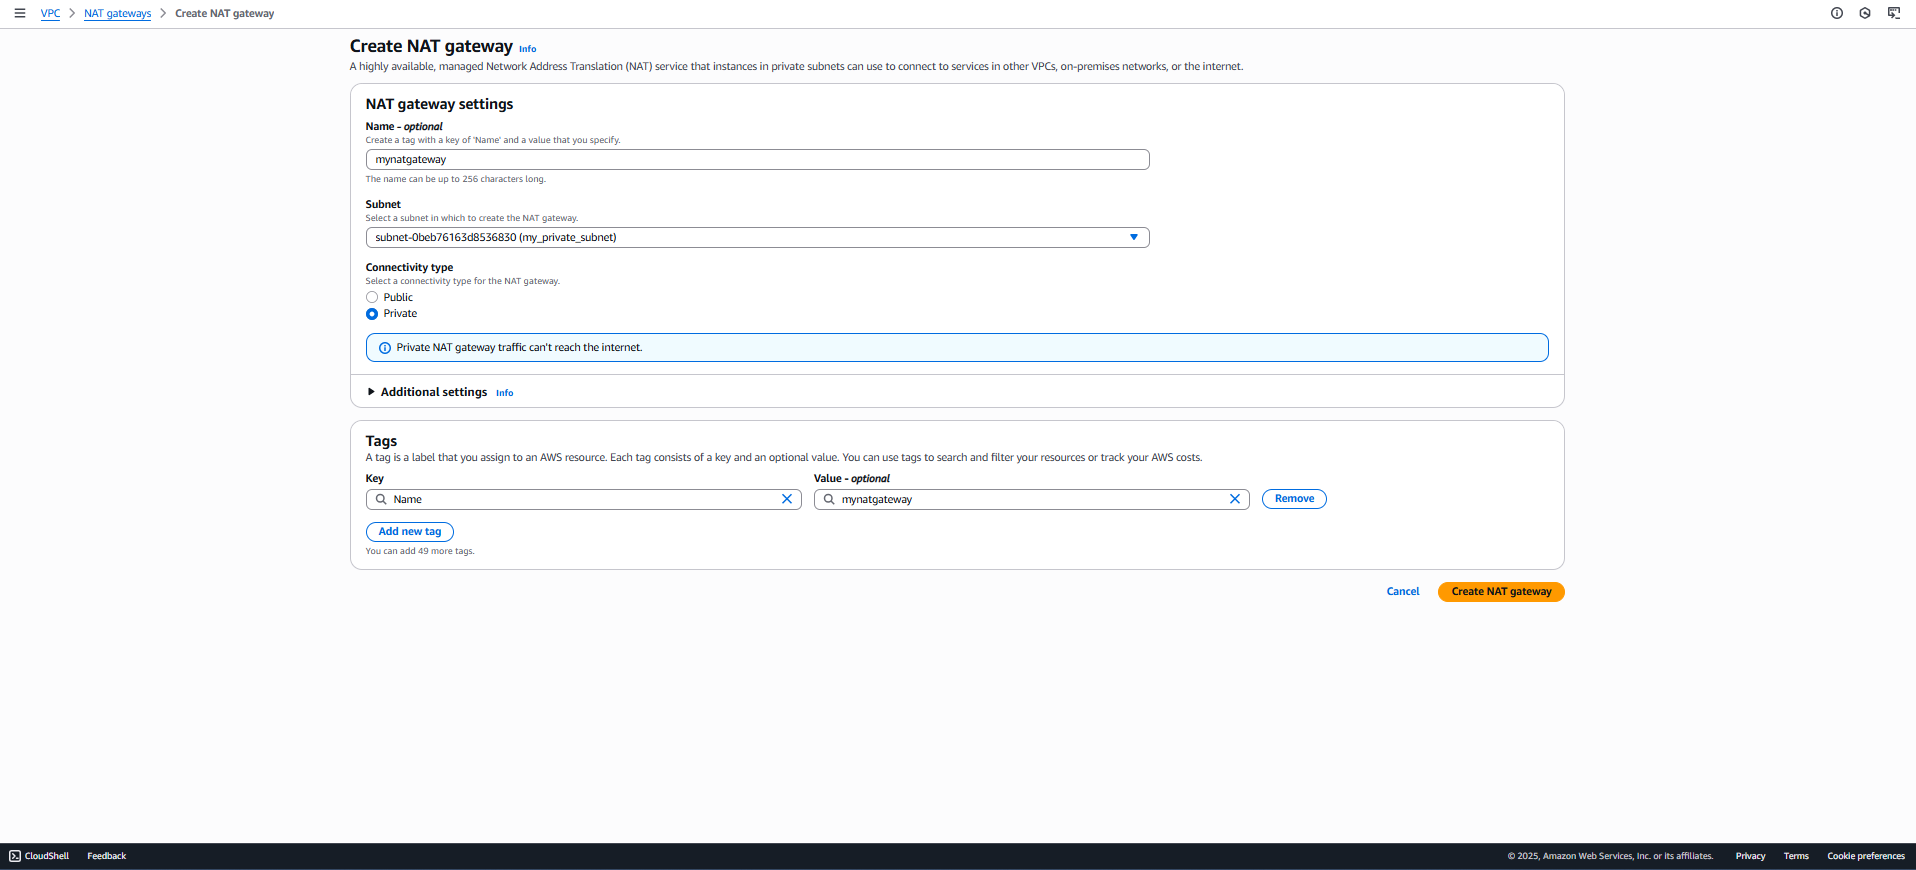 VPC > NAT gateways > Create NAT gateway
Create NAT gateway Info
A highly available, managed Network Address Translation (NAT) service that instances in private subnets can use to connect to services in other VPCs, on-premises networks, or the internet.
NAT gateway settings
Name - optional
Create a tag with a key of 'Name' and a value that you specify.
mynatgateway
The name can be up to 256 characters long.
Subnet
Select a subnet in which to create the NAT gateway.
subnet-0beb76163d8536830 (my_private_subnet)
Connectivity type
Select a connectivity type for the NAT gateway.
Public
Private
Private NAT gateway traffic can't reach the internet.
Additional settings Info
Tags
A tag is a label that you assign to an AWS resource. Each tag consists of a key and an optional value. You can use tags to search and filter your resources or track your AWS costs.
Key Value - optional
Name mynatgateway Remove
Add new tag
You can add 49 more tags.
Cancel Create NAT gateway
CloudShell Feedback © 2025, Amazon Web Services, Inc. or its affiliates. Privacy Terms Cookie preferences